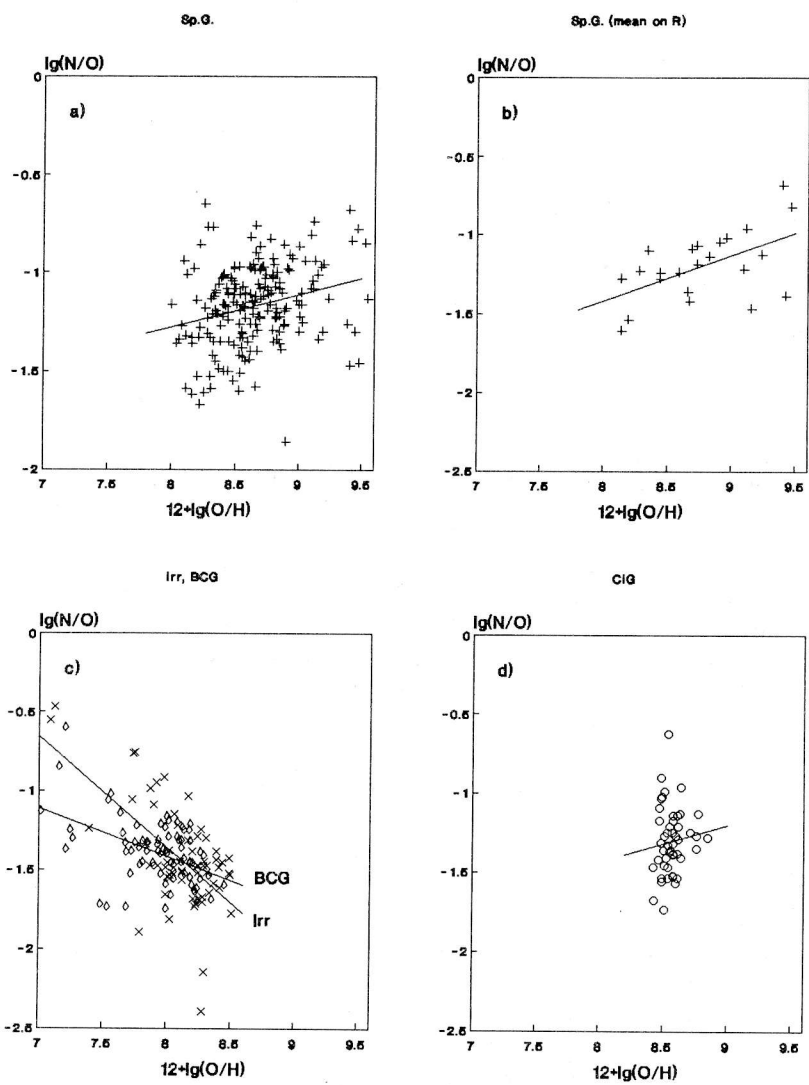 Sp.G.
lg(N/O)
a)
0
-0.5
-1
-1.5
-2
7
7.5
8
8.5
9
9.5
12+lg(O/H)
Sp.G. (mean on R)
lg(N/O)
b)
0
-0.5
-1
-1.5
-2
-2.5
7
7.5
8
8.5
9
9.5
12+lg(O/H)
Irr, BCG
lg(N/O)
c)
0
-0.5
-1
-1.5
-2
-2.5
BCG
Irr
7
7.5
8
8.5
9
9.5
12+lg(O/H)
CIG
lg(N/O)
d)
0
-0.5
-1
-1.5
-2
-2.5
7
7.5
8
8.5
9
9.5
12+lg(O/H)